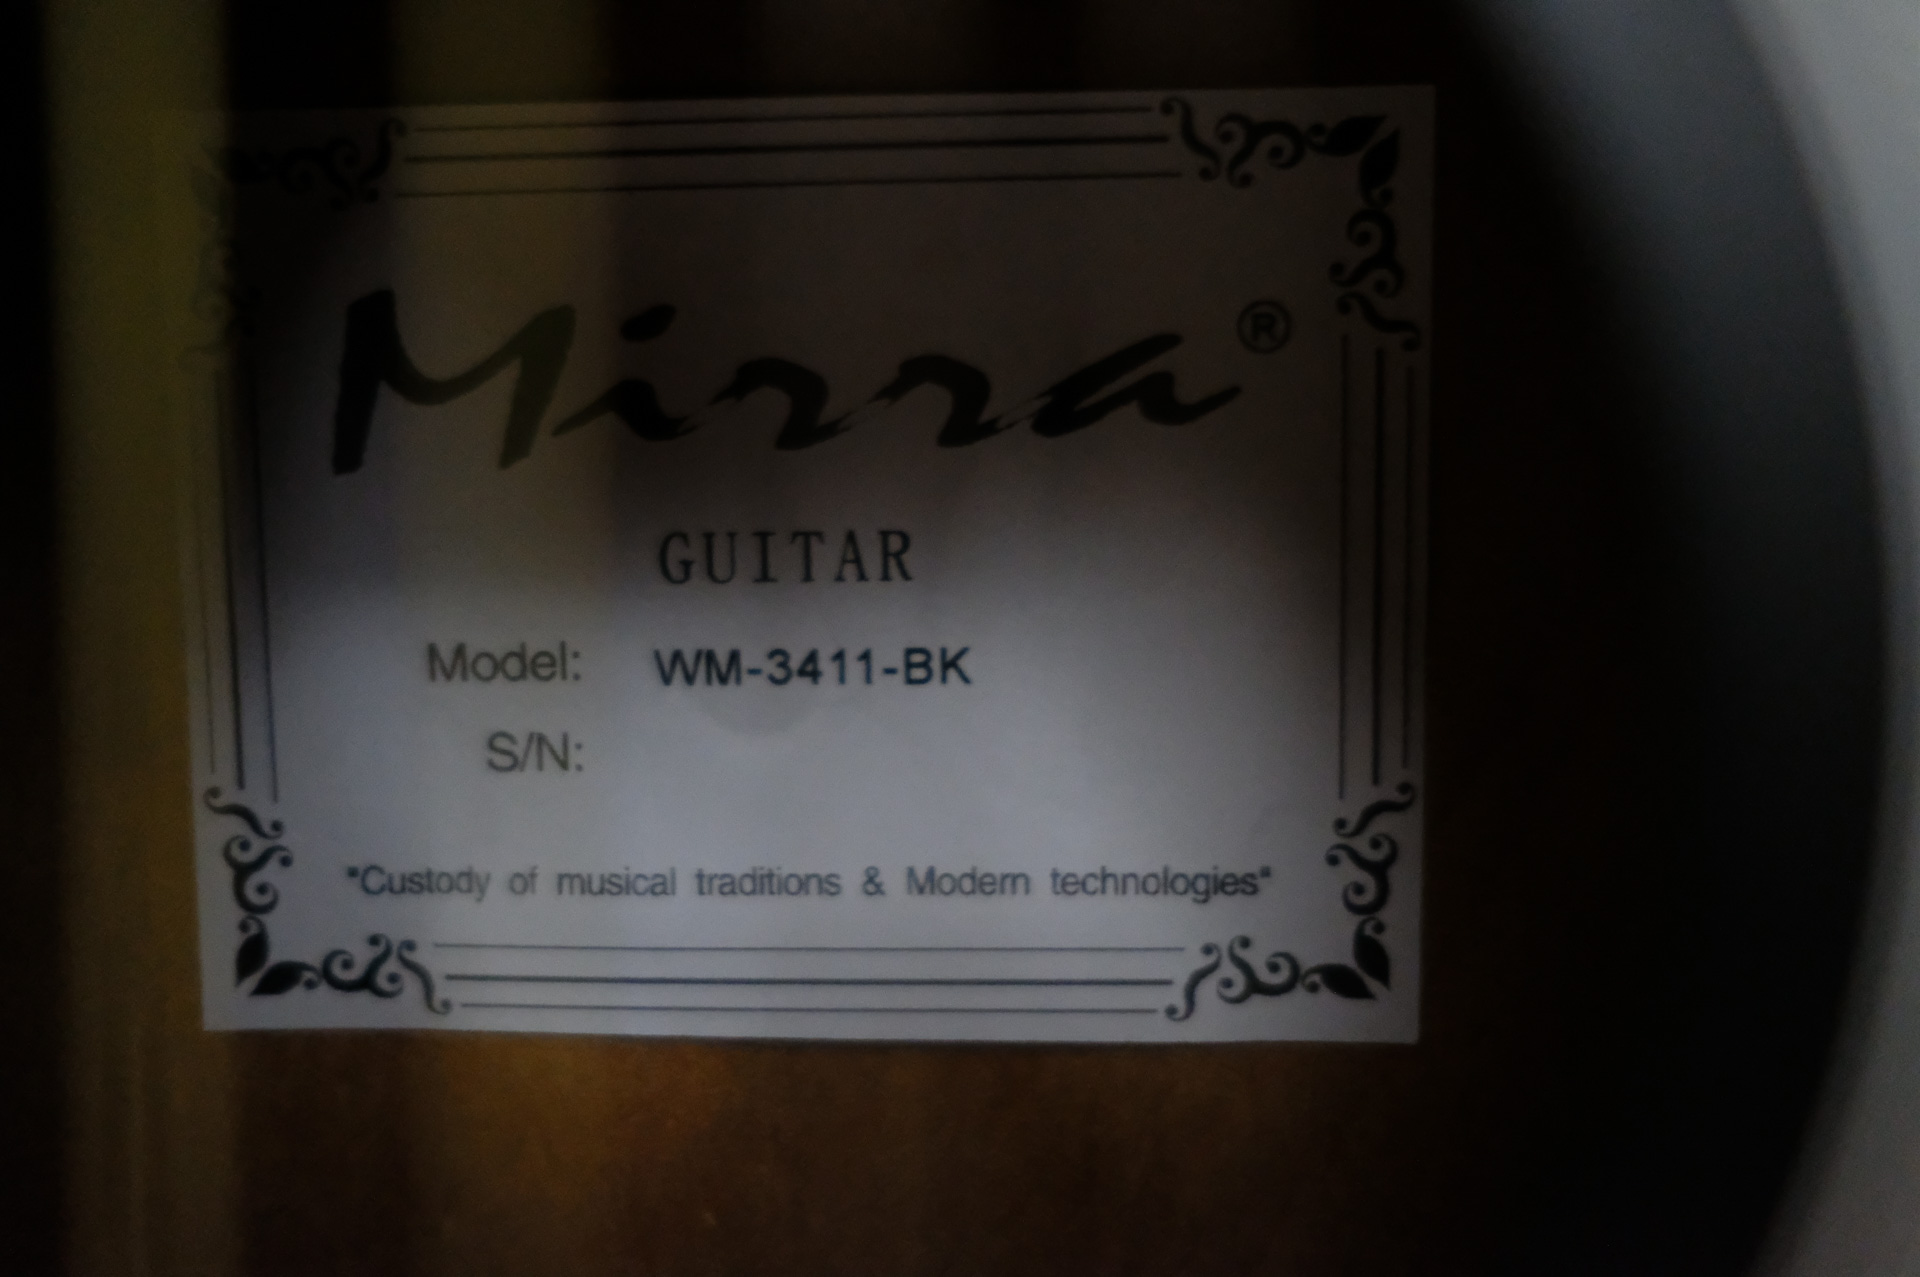 Mirra®
GUITAR
Model: WM-3411-BK
S/N:
"Custody of musical traditions & Modern technologies"